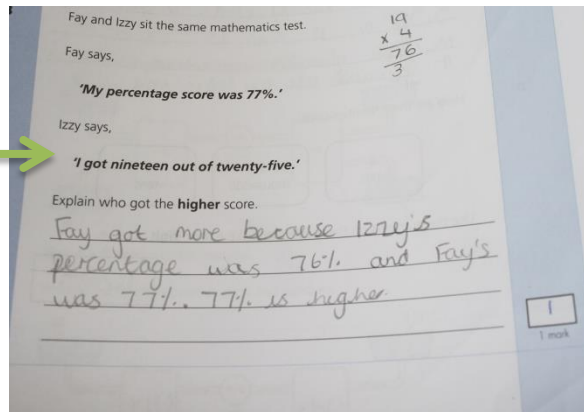 Fay and Izzy sit the same mathematics test.
19
x 4
76
3
Fay says,
'My percentage score was 77%.'
Izzy says,
'I got nineteen out of twenty-five.'
Explain who got the higher score.
Fay got more because Izzy's
percentage was 76%. and Fay's
was 77%. 77% is higher.
1
1 mark